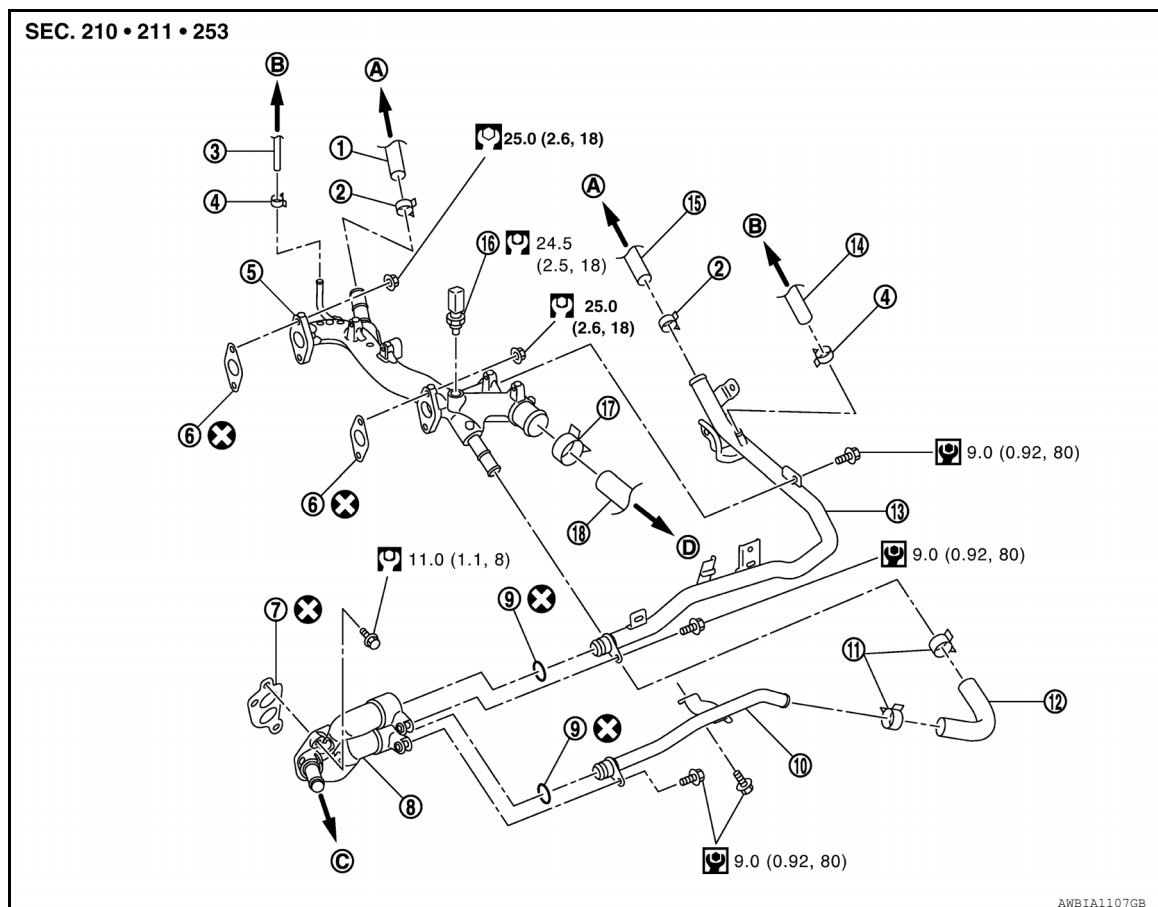 SEC. 210 • 211 • 253
B
A
3
1
25.0 (2.6, 18)
4
2
A
15
B
16
24.5
(2.5, 18)
14
5
2
4
25.0
(2.6, 18)
6
17
9.0 (0.92, 80)
6
18
13
D
11.0 (1.1, 8)
9.0 (0.92, 80)
7
9
11
12
9
10
8
C
9.0 (0.92, 80)
AWBIA1107GB